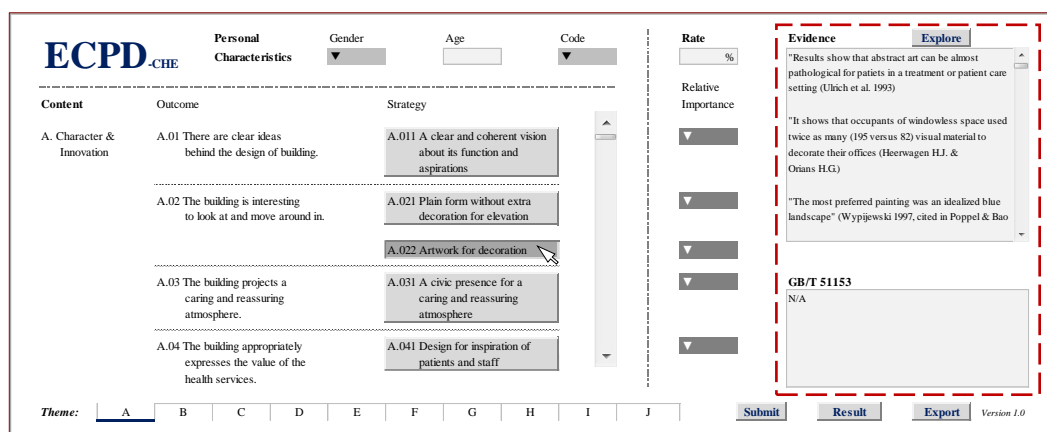 ECPD-CHE
Personal Characteristics
Gender
▼
Age
Code
▼
Content
Outcome
Strategy
A. Character &
Innovation
A.01 There are clear ideas
behind the design of building.
A.011 A clear and coherent vision
about its function and
aspirations
A.02 The building is interesting
to look at and move around in.
A.021 Plain form without extra
decoration for elevation
A.022 Artwork for decoration
A.03 The building projects a
caring and reassuring
atmosphere.
A.031 A civic presence for a
caring and reassuring
atmosphere
A.04 The building appropriately
expresses the value of the
health services.
A.041 Design for inspiration of
patients and staff
Rate
%
Relative
Importance
▼
▼
▼
▼
▼
Evidence
Explore
"Results show that abstract art can be almost
pathological for patiets in a treatment or patient care
setting (Ulrich et al. 1993)
"It shows that occupants of windowless space used
twice as many (195 versus 82) visual material to
decorate their offices (Heerwagen H.J. &
Orians H.G.)
"The most preferred painting was an idealized blue
landscape" (Wypijewski 1997, cited in Poppel & Bao
GB/T 51153
N/A
Theme: A B C D E F G H I J
Submit
Result
Export
Version 1.0